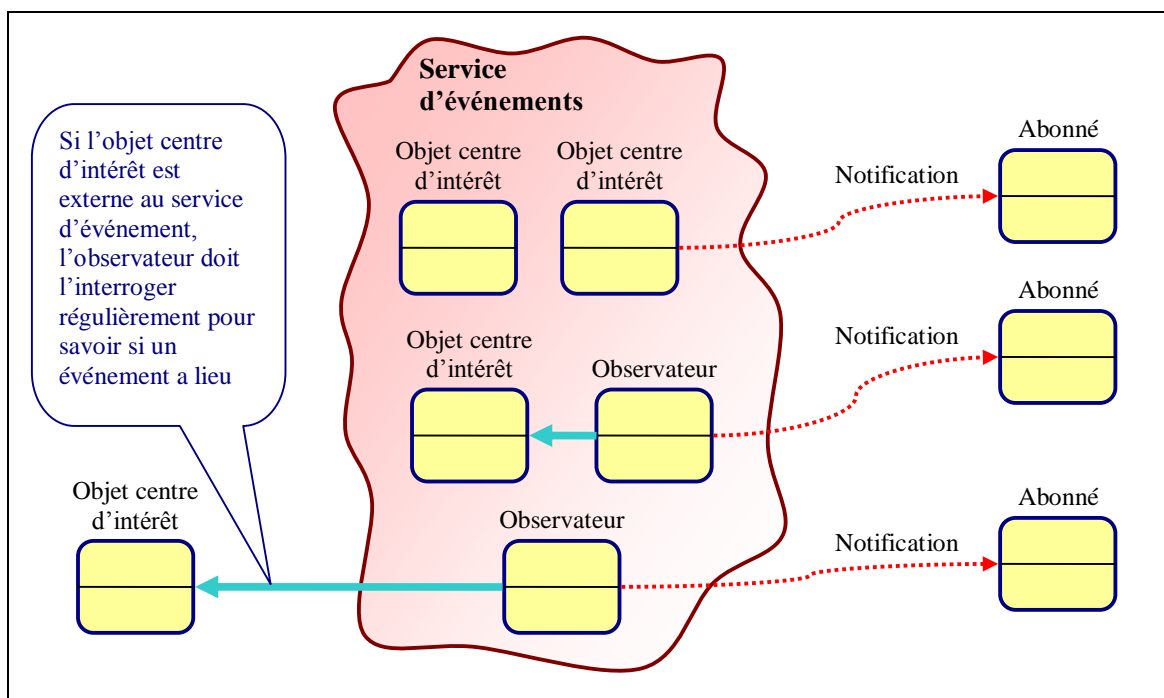 Service
d’événements
Si l’objet centre
d’intérêt est
externe au service
d’événement,
l’observateur doit
l’interroger
régulièrement pour
savoir si un
événement a lieu
Objet centre
d’intérêt
Objet centre
d’intérêt
Notification
Abonné
Objet centre
d’intérêt
Observateur
Notification
Abonné
Objet centre
d’intérêt
Observateur
Notification
Abonné